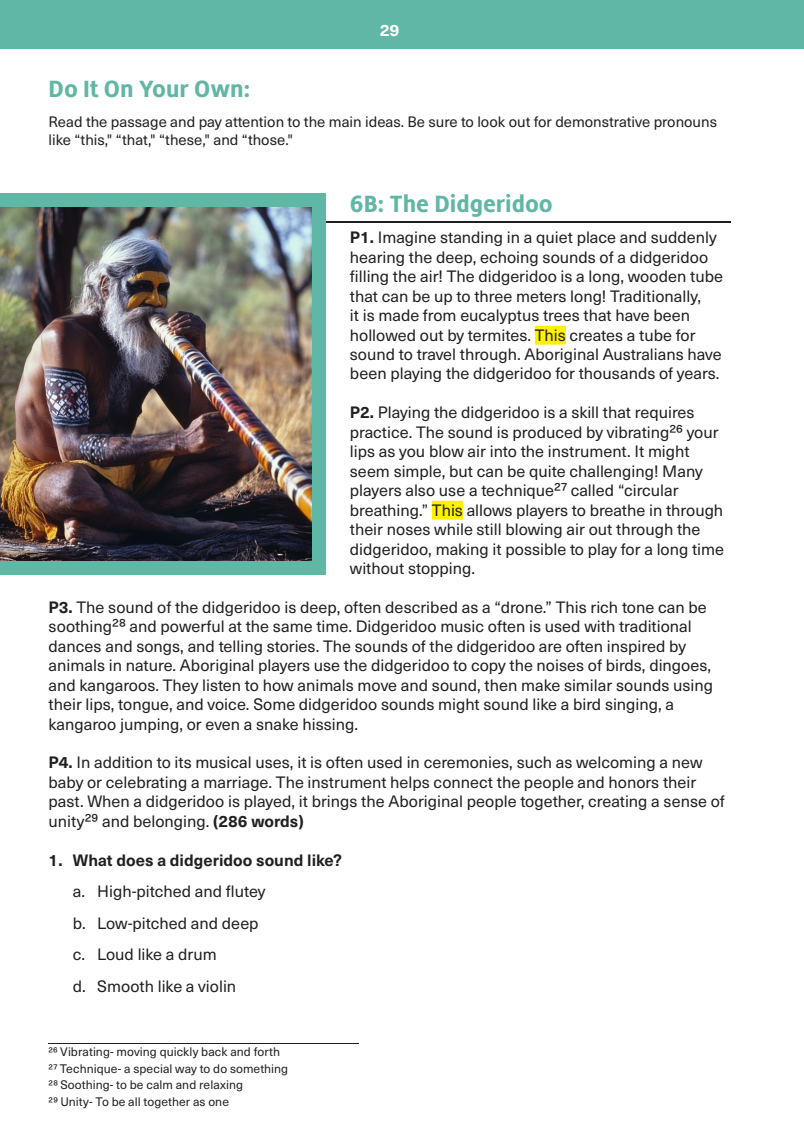 29
Do It On Your Own:
Read the passage and pay attention to the main ideas. Be sure to look out for demonstrative pronouns
like “this," “that," “these," and “those."
6B: The Didgeridoo
P1. Imagine standing in a quiet place and suddenly
hearing the deep, echoing sounds of a didgeridoo
filling the air! The didgeridoo is a long, wooden tube
that can be up to three meters long! Traditionally,
it is made from eucalyptus trees that have been
hollowed out by termites. This creates a tube for
sound to travel through. Aboriginal Australians have
been playing the didgeridoo for thousands of years.
P2. Playing the didgeridoo is a skill that requires
practice. The sound is produced by vibrating²⁶ your
lips as you blow air into the instrument. It might
seem simple, but can be quite challenging! Many
players also use a technique²⁷ called “circular
breathing.” This allows players to breathe in through
their noses while still blowing air out through the
didgeridoo, making it possible to play for a long time
without stopping.
P3. The sound of the didgeridoo is deep, often described as a “drone.” This rich tone can be
soothing²⁸ and powerful at the same time. Didgeridoo music often is used with traditional
dances and songs, and telling stories. The sounds of the didgeridoo are often inspired by
animals in nature. Aboriginal players use the didgeridoo to copy the noises of birds, dingoes,
and kangaroos. They listen to how animals move and sound, then make similar sounds using
their lips, tongue, and voice. Some didgeridoo sounds might sound like a bird singing, a
kangaroo jumping, or even a snake hissing.
P4. In addition to its musical uses, it is often used in ceremonies, such as welcoming a new
baby or celebrating a marriage. The instrument helps connect the people and honors their
past. When a didgeridoo is played, it brings the Aboriginal people together, creating a sense of
unity²⁹ and belonging. (286 words)
1. What does a didgeridoo sound like?
a. High-pitched and flutey
b. Low-pitched and deep
c. Loud like a drum
d. Smooth like a violin
²⁶ Vibrating- moving quickly back and forth
²⁷ Technique- a special way to do something
²⁸ Soothing- to be calm and relaxing
²⁹ Unity- To be all together as one